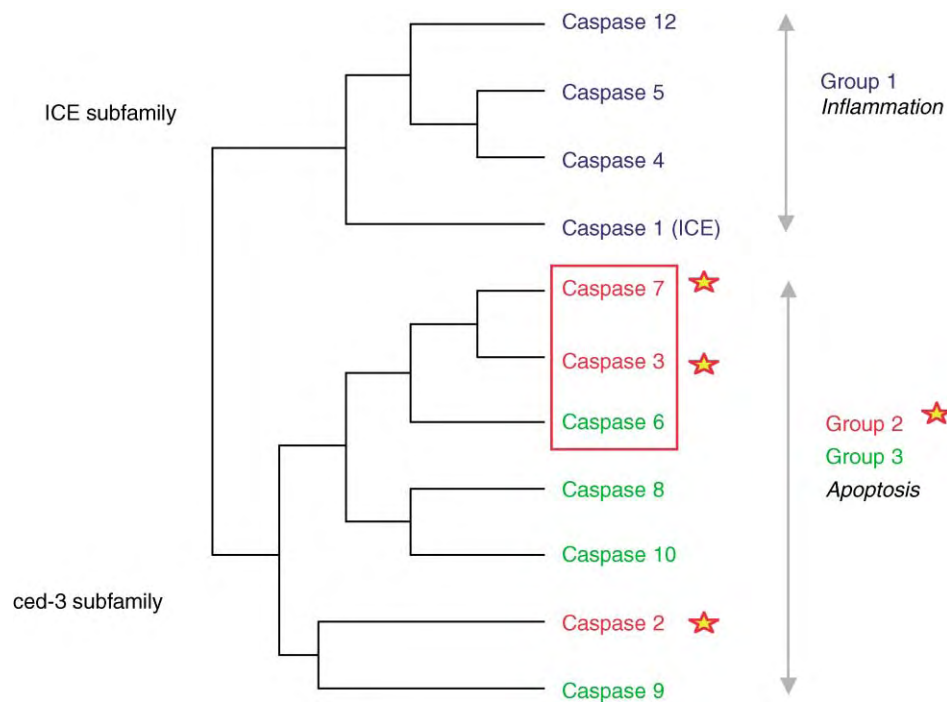 Caspase 12
ICE subfamily
Caspase 5
Caspase 4
Caspase 1 (ICE)
Group 1
Inflammation
Caspase 7
Caspase 3
Caspase 6
Caspase 8
Caspase 10
ced-3 subfamily
Caspase 2
Caspase 9
Group 2
Group 3
Apoptosis